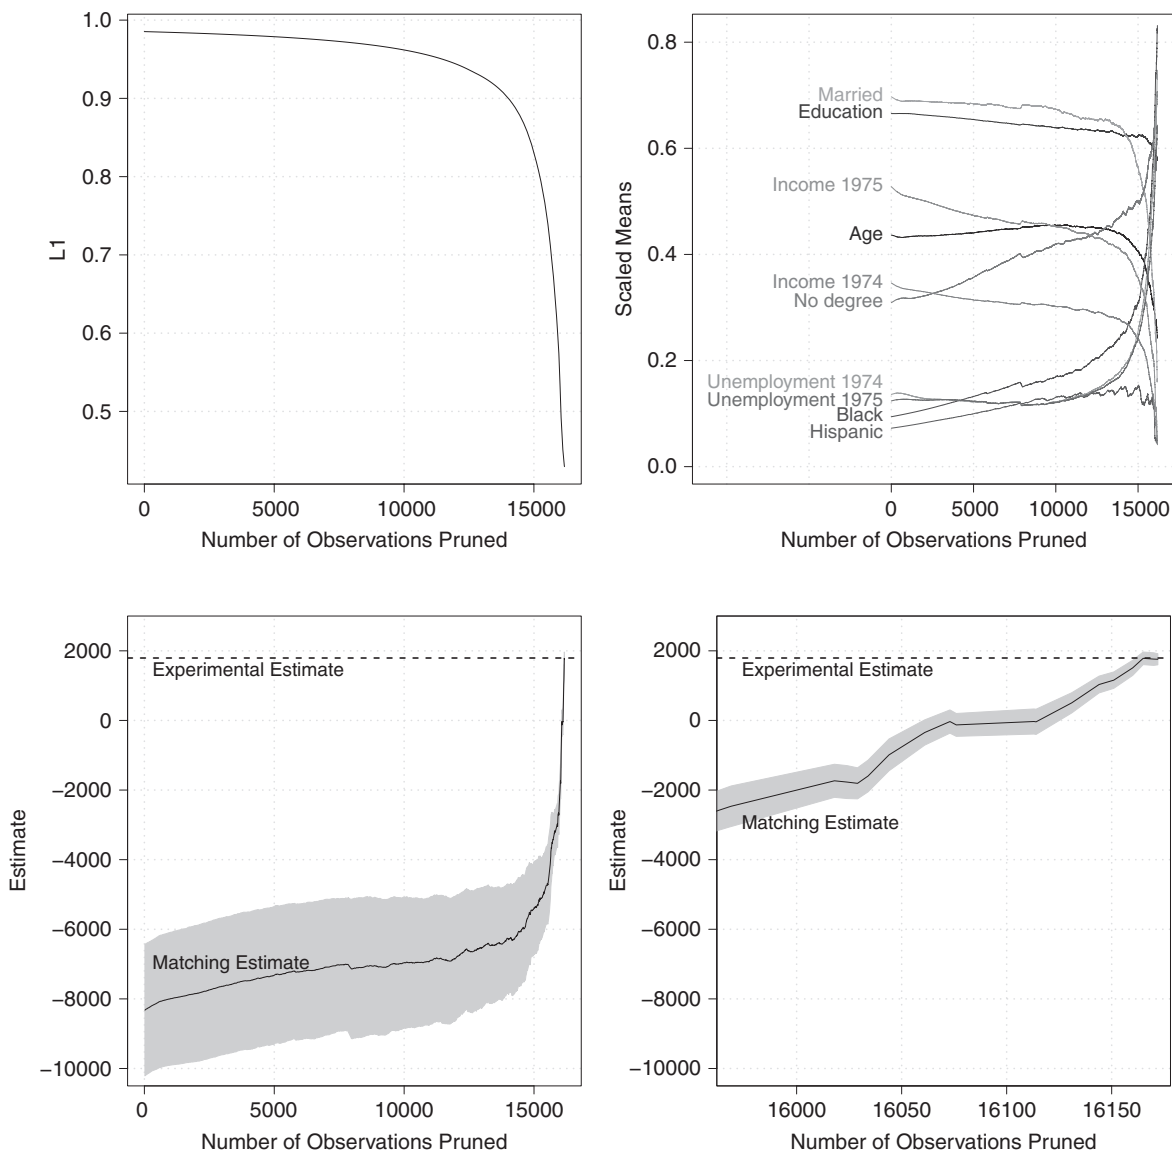 1.0
0.9
0.8
0.7
0.6
0.5
L1
0
5000
10000
15000
Number of Observations Pruned
0.8
0.6
0.4
0.2
0.0
Scaled Means
Married
Education
Income 1975
Age
Income 1974
No degree
Unemployment 1974
Unemployment 1975
Black
Hispanic
0
5000
10000
15000
Number of Observations Pruned
2000
0
−2000
−4000
−6000
−8000
−10000
Estimate
Experimental Estimate
Matching Estimate
0
5000
10000
15000
Number of Observations Pruned
2000
0
−2000
−4000
−6000
−8000
−10000
Estimate
Experimental Estimate
Matching Estimate
16000
16050
16100
16150
Number of Observations Pruned